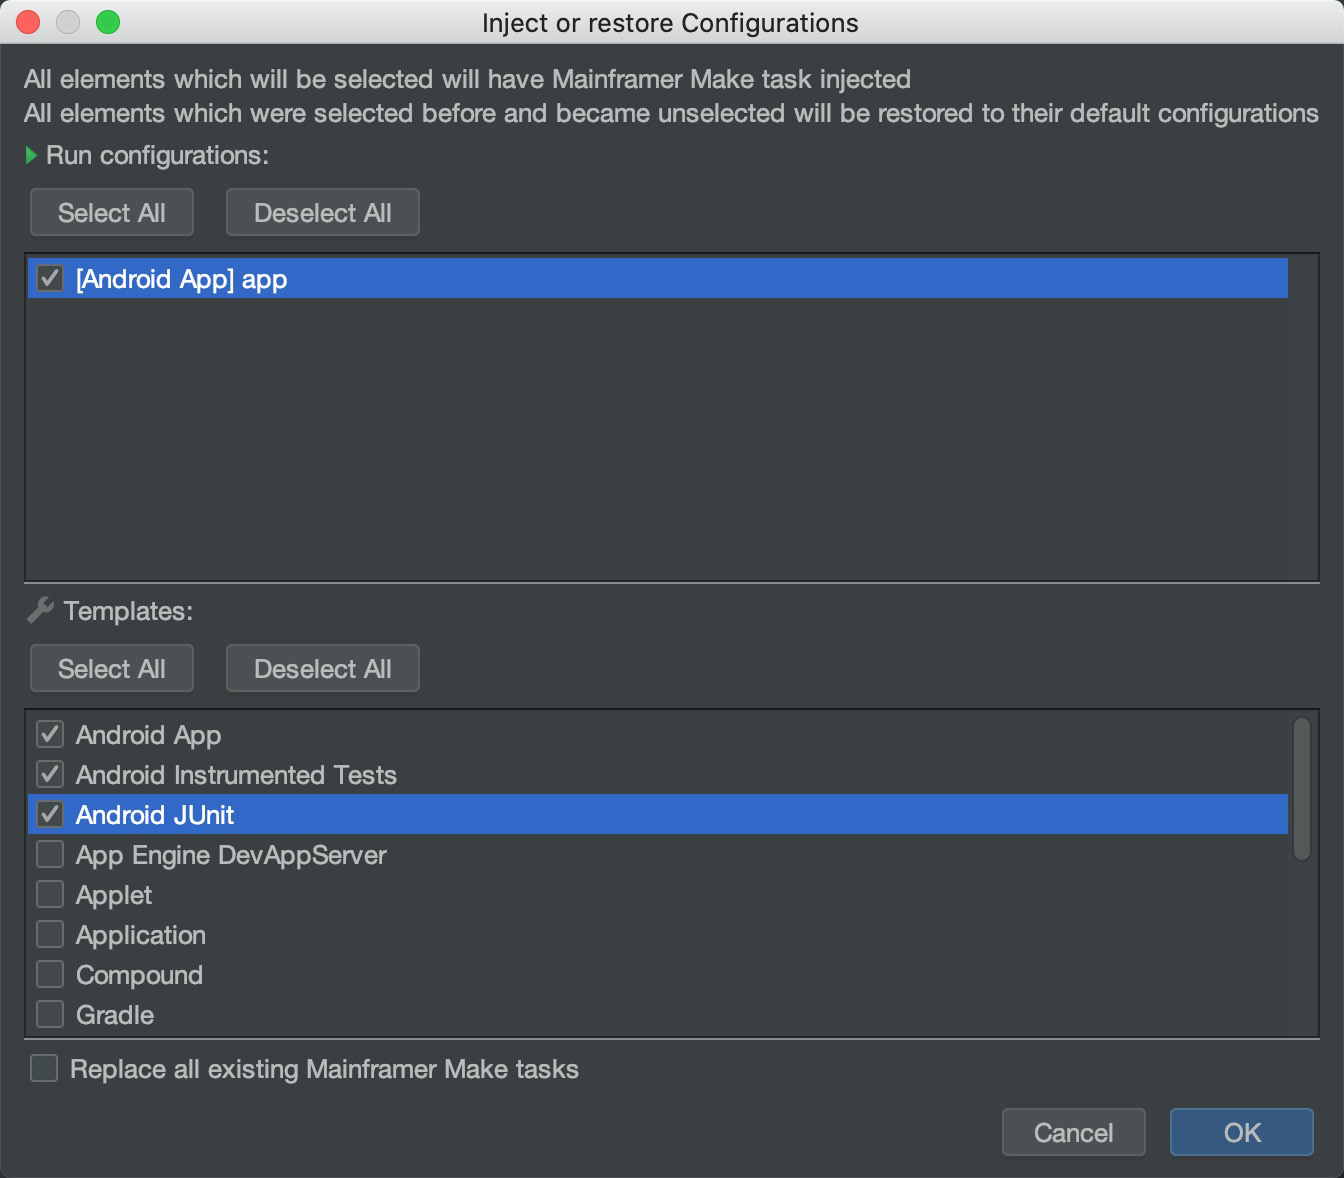 Inject or restore Configurations
All elements which will be selected will have Mainframer Make task injected
All elements which were selected before and became unselected will be restored to their default configurations
Run configurations:
Select All Deselect All
[Android App] app
Templates:
Select All Deselect All
Android App
Android Instrumented Tests
Android JUnit
App Engine DevAppServer
Applet
Application
Compound
Gradle
Replace all existing Mainframer Make tasks
Cancel OK